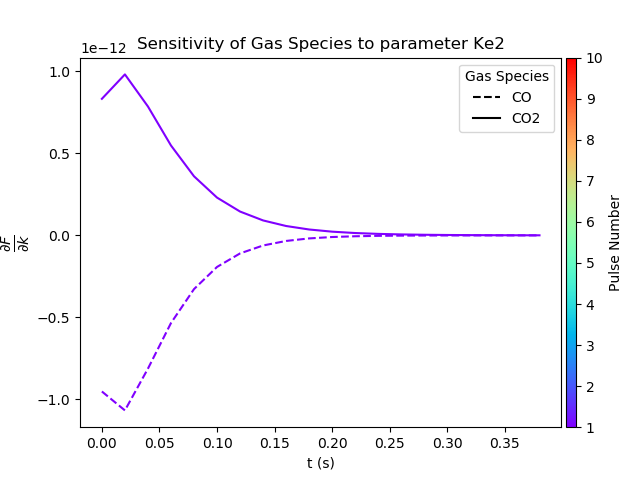 Sensitivity of Gas Species to parameter Ke2
1e−12
1.0
0.5
0.0
−0.5
−1.0
∂F
∂k
0.00 0.05 0.10 0.15 0.20 0.25 0.30 0.35
t (s)
Gas Species
CO
CO2
10
9
8
7
6
5
4
3
2
1
Pulse Number